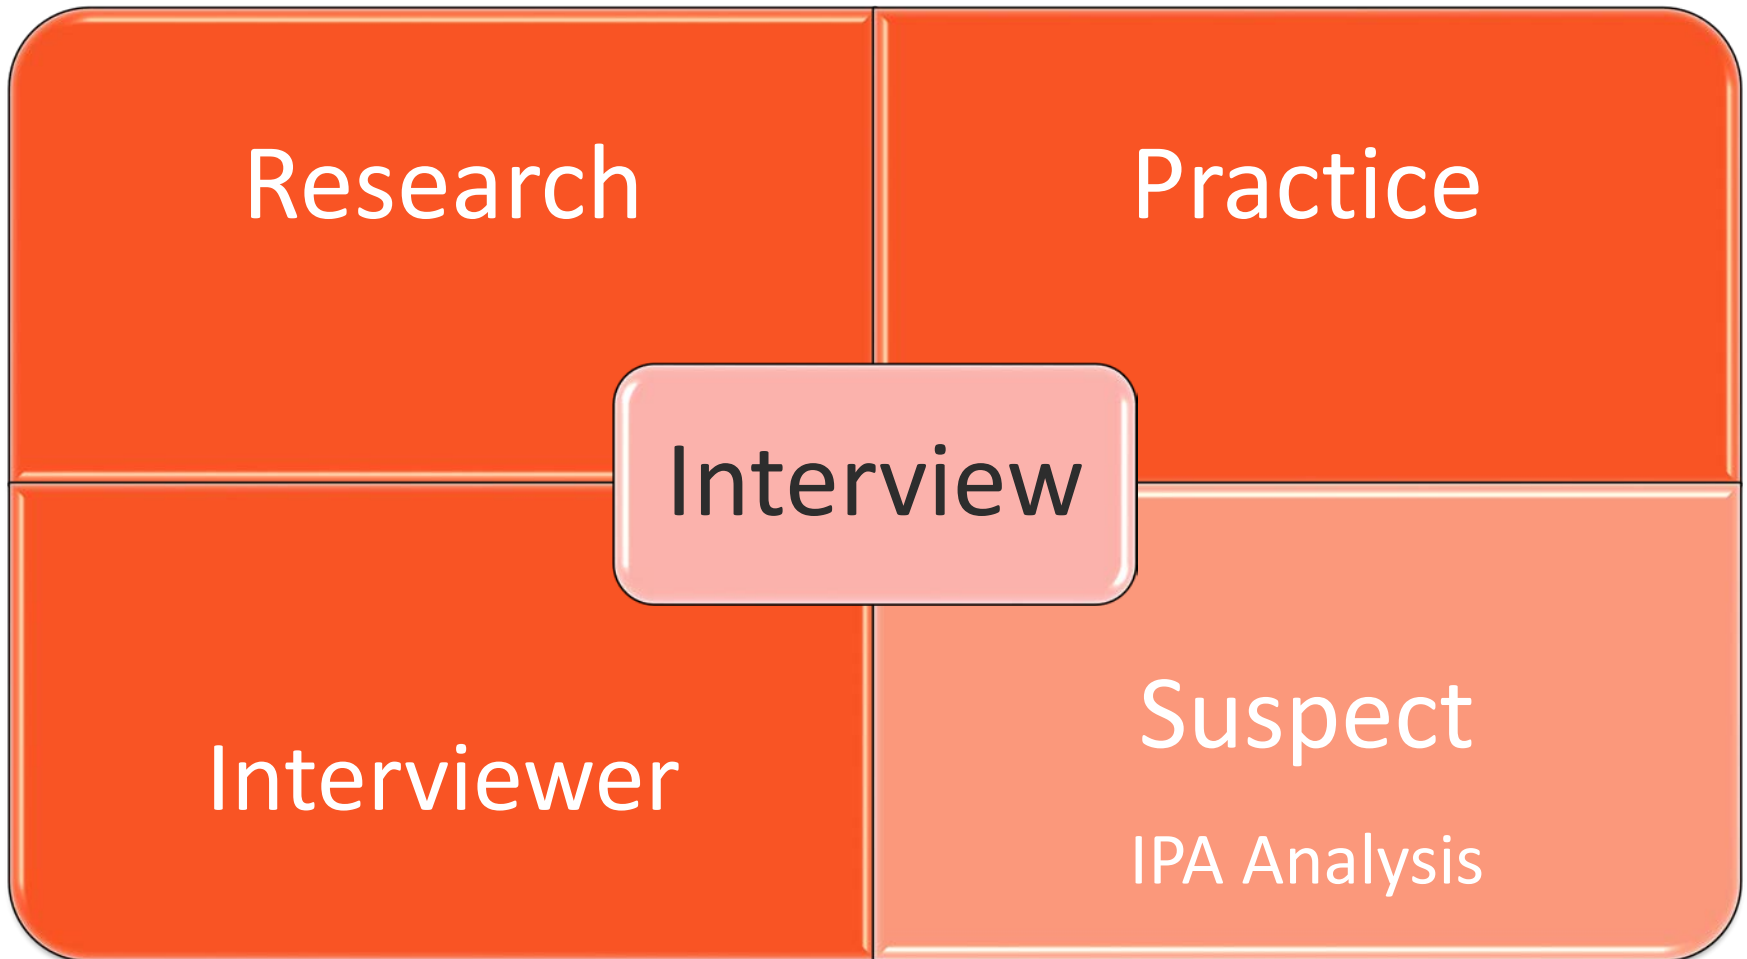 Research
Practice
Interview
Interviewer
Suspect
IPA Analysis